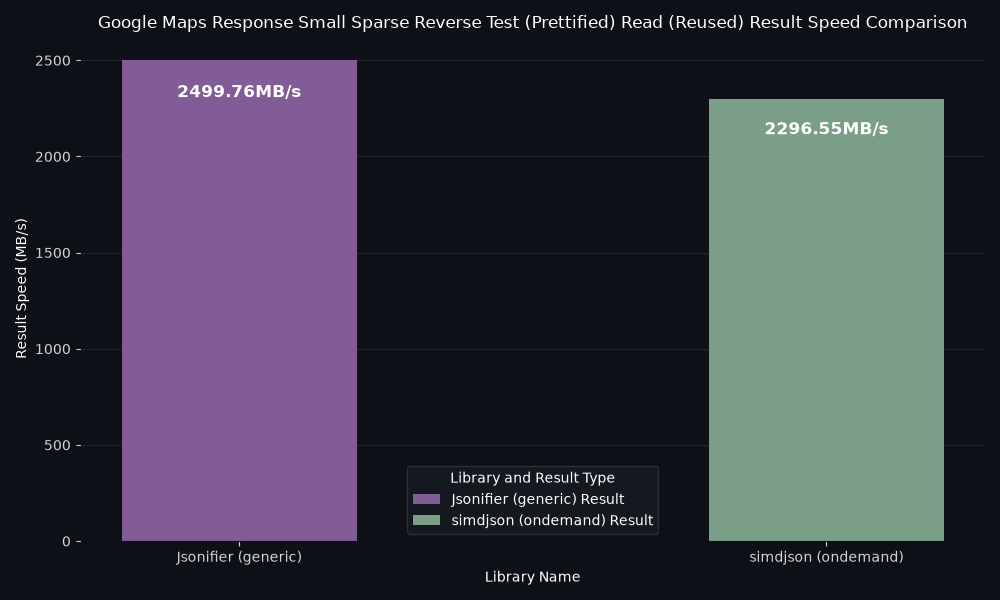 Google Maps Response Small Sparse Reverse Test (Prettified) Read (Reused) Result Speed Comparison
2500
2000
1500
1000
500
0
Result Speed (MB/s)
2499.76MB/s
2296.55MB/s
Library and Result Type
Jsonifier (generic) Result
simdjson (ondemand) Result
Jsonifier (generic)
simdjson (ondemand)
Library Name